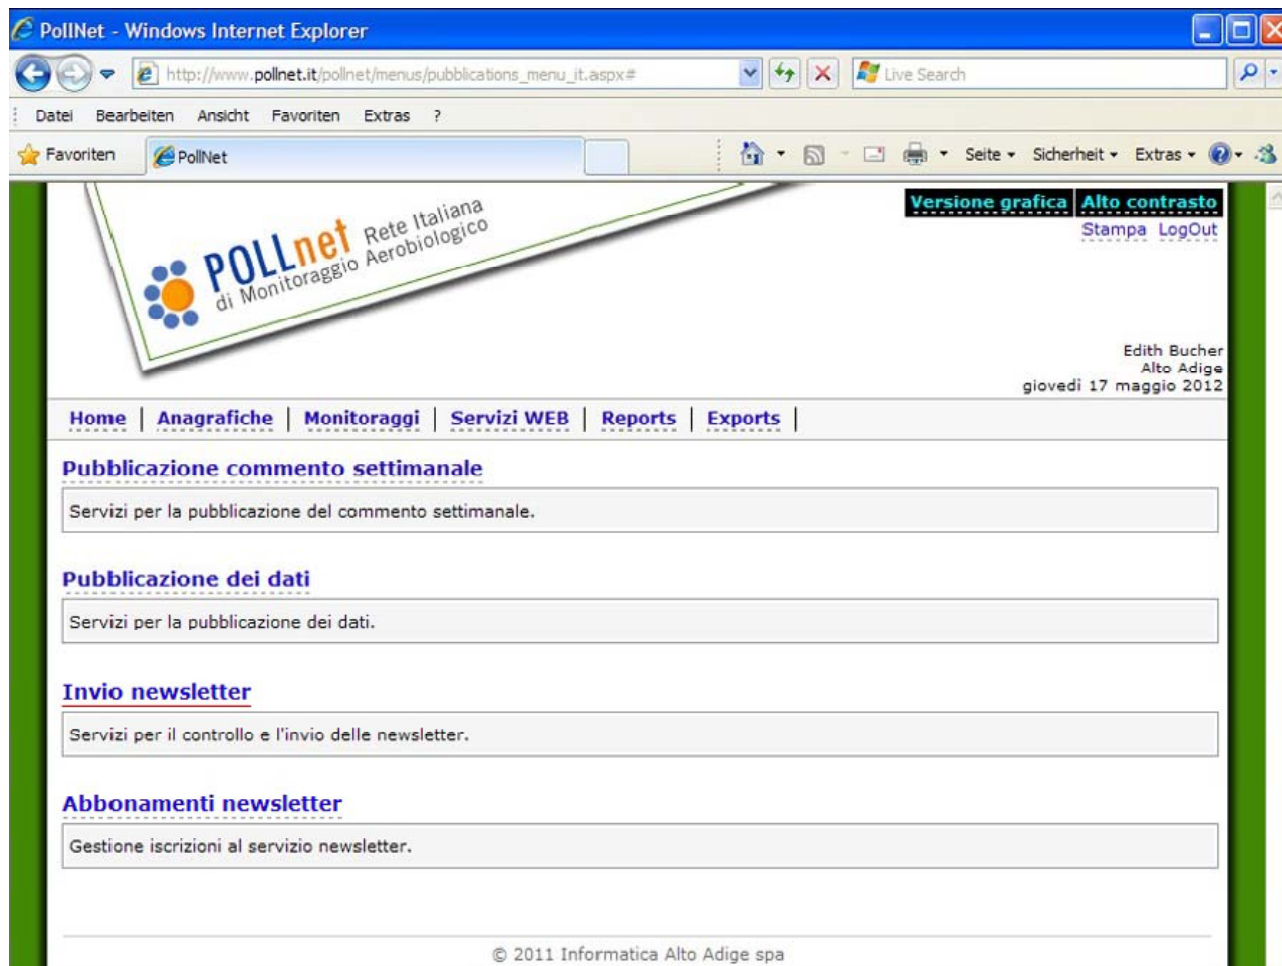 PollNet - Windows Internet Explorer
http://www.pollnet.it/pollnet/menus/pubblications_menu_it.aspx#
Live Search
Datei Bearbeiten Ansicht Favoriten Extras ?
Favoriten PollNet Seite Sicherheit Extras
Versione grafica Alto contrasto
Stampa LogOut
POLLnet Rete Italiana
di Monitoraggio Aerobiologico
Edith Bucher
Alto Adige
giovedì 17 maggio 2012
Home | Anagrafiche | Monitoraggi | Servizi WEB | Reports | Exports |
Pubblicazione commento settimanale
Servizi per la pubblicazione del commento settimanale.
Pubblicazione dei dati
Servizi per la pubblicazione dei dati.
Invio newsletter
Servizi per il controllo e l'invio delle newsletter.
Abbonamenti newsletter
Gestione iscrizioni al servizio newsletter.
© 2011 Informatica Alto Adige spa